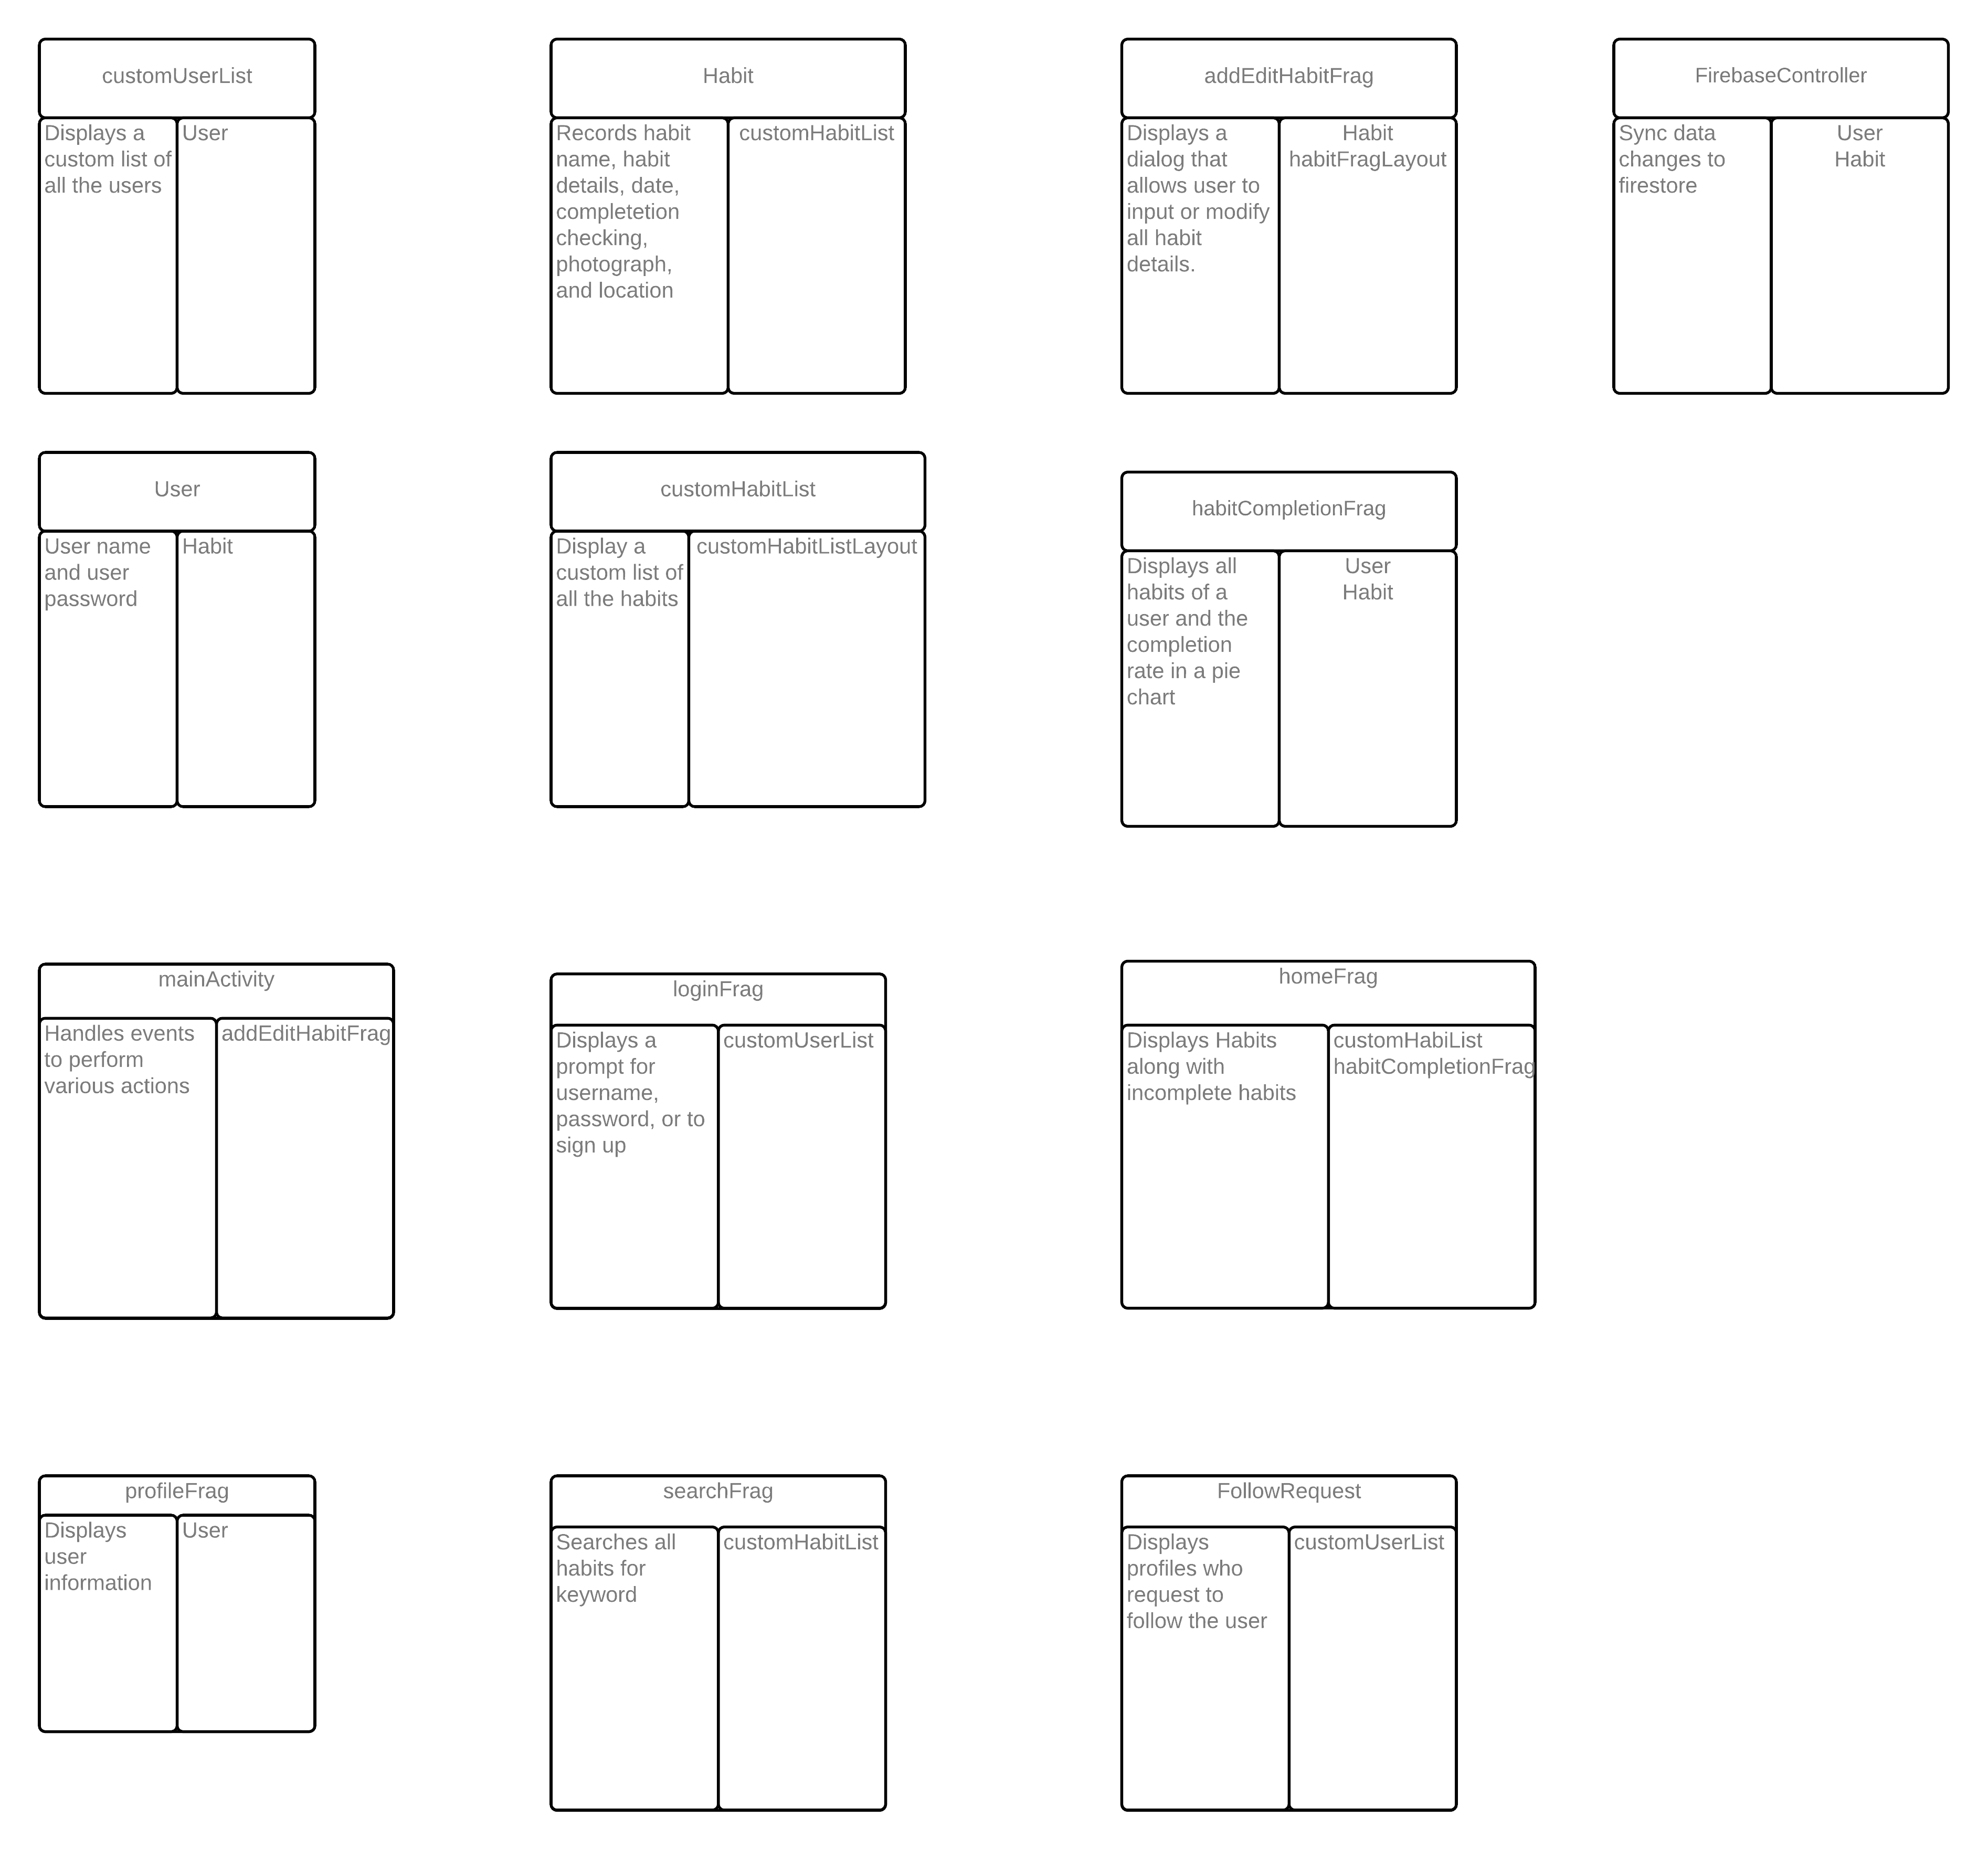 customUserList
Displays a
custom list of
all the users
User
Habit
Records habit
name, habit
details, date,
completetion
checking,
photograph,
and location
customHabitList
addEditHabitFrag
Displays a
dialog that
allows user to
input or modify
all habit
details.
Habit
habitFragLayout
FirebaseController
Sync data
changes to
firestore
User
Habit
User
User name
and user
password
Habit
customHabitList
Display a
custom list of
all the habits
customHabitListLayout
habitCompletionFrag
Displays all
habits of a
user and the
completion
rate in a pie
chart
User
Habit
mainActivity
Handles events
to perform
various actions
addEditHabitFrag
loginFrag
Displays a
prompt for
username,
password, or to
sign up
customUserList
homeFrag
Displays Habits
along with
incomplete habits
customHabiList
habitCompletionFrag
profileFrag
Displays
user
information
User
searchFrag
Searches all
habits for
keyword
customHabitList
FollowRequest
Displays
profiles who
request to
follow the user
customUserList